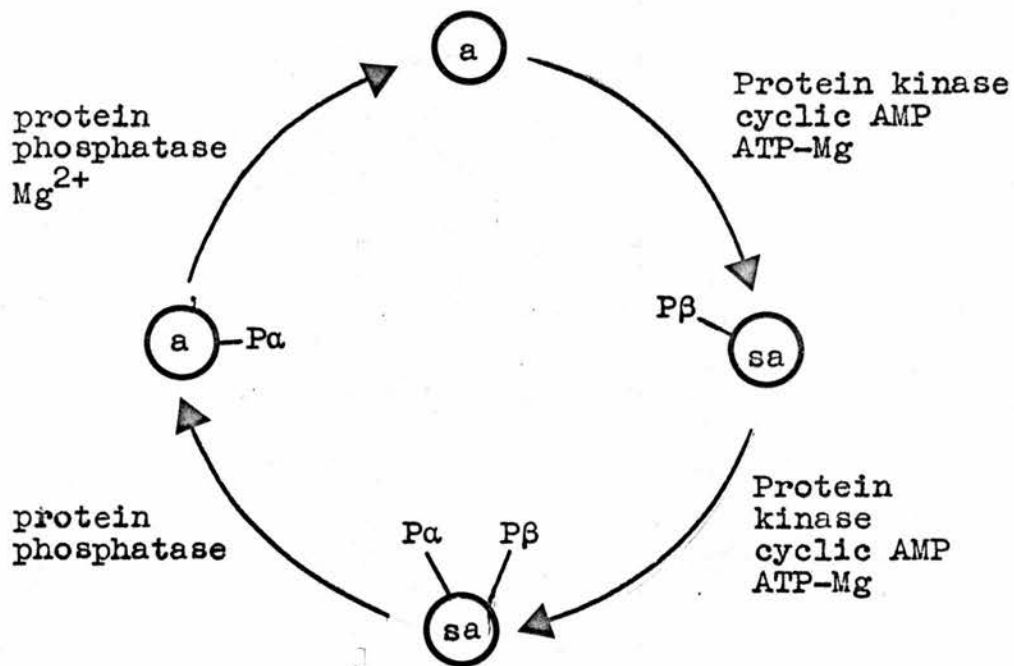 a
Protein kinase
cyclic AMP
ATP-Mg
protein
phosphatase
Mg2+
Pβ
sa
a
Pα
Protein
kinase
cyclic AMP
ATP-Mg
protein
phosphatase
Pα Pβ
sa